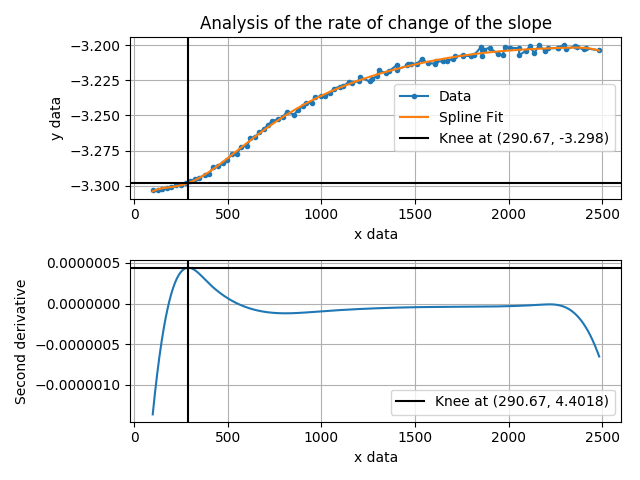 Analysis of the rate of change of the slope
−3.200
−3.225
−3.250
−3.275
−3.300
y data
Data
Spline Fit
Knee at (290.67, -3.298)
0 500 1000 1500 2000 2500
x data
0.0000005
0.0000000
−0.0000005
−0.0000010
Second derivative
Knee at (290.67, 4.4018)
0 500 1000 1500 2000 2500
x data